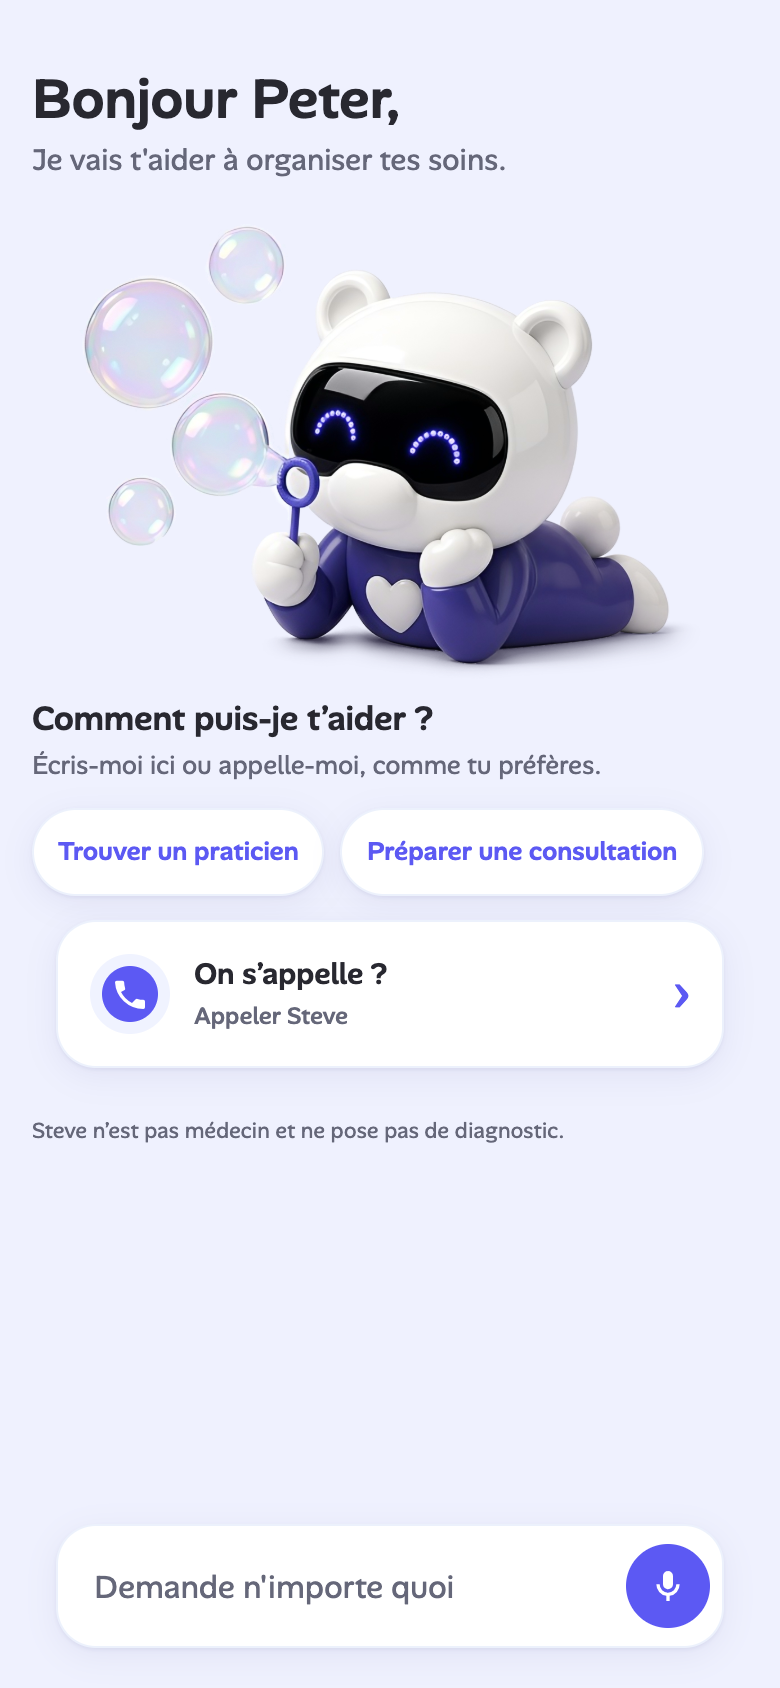 Bonjour Peter,
Je vais t'aider à organiser tes soins.
Comment puis-je t’aider ?
Écris-moi ici ou appelle-moi, comme tu préfères.
Trouver un praticien
Préparer une consultation
On s’appelle ?
Appeler Steve
Steve n’est pas médecin et ne pose pas de diagnostic.
Demande n'importe quoi